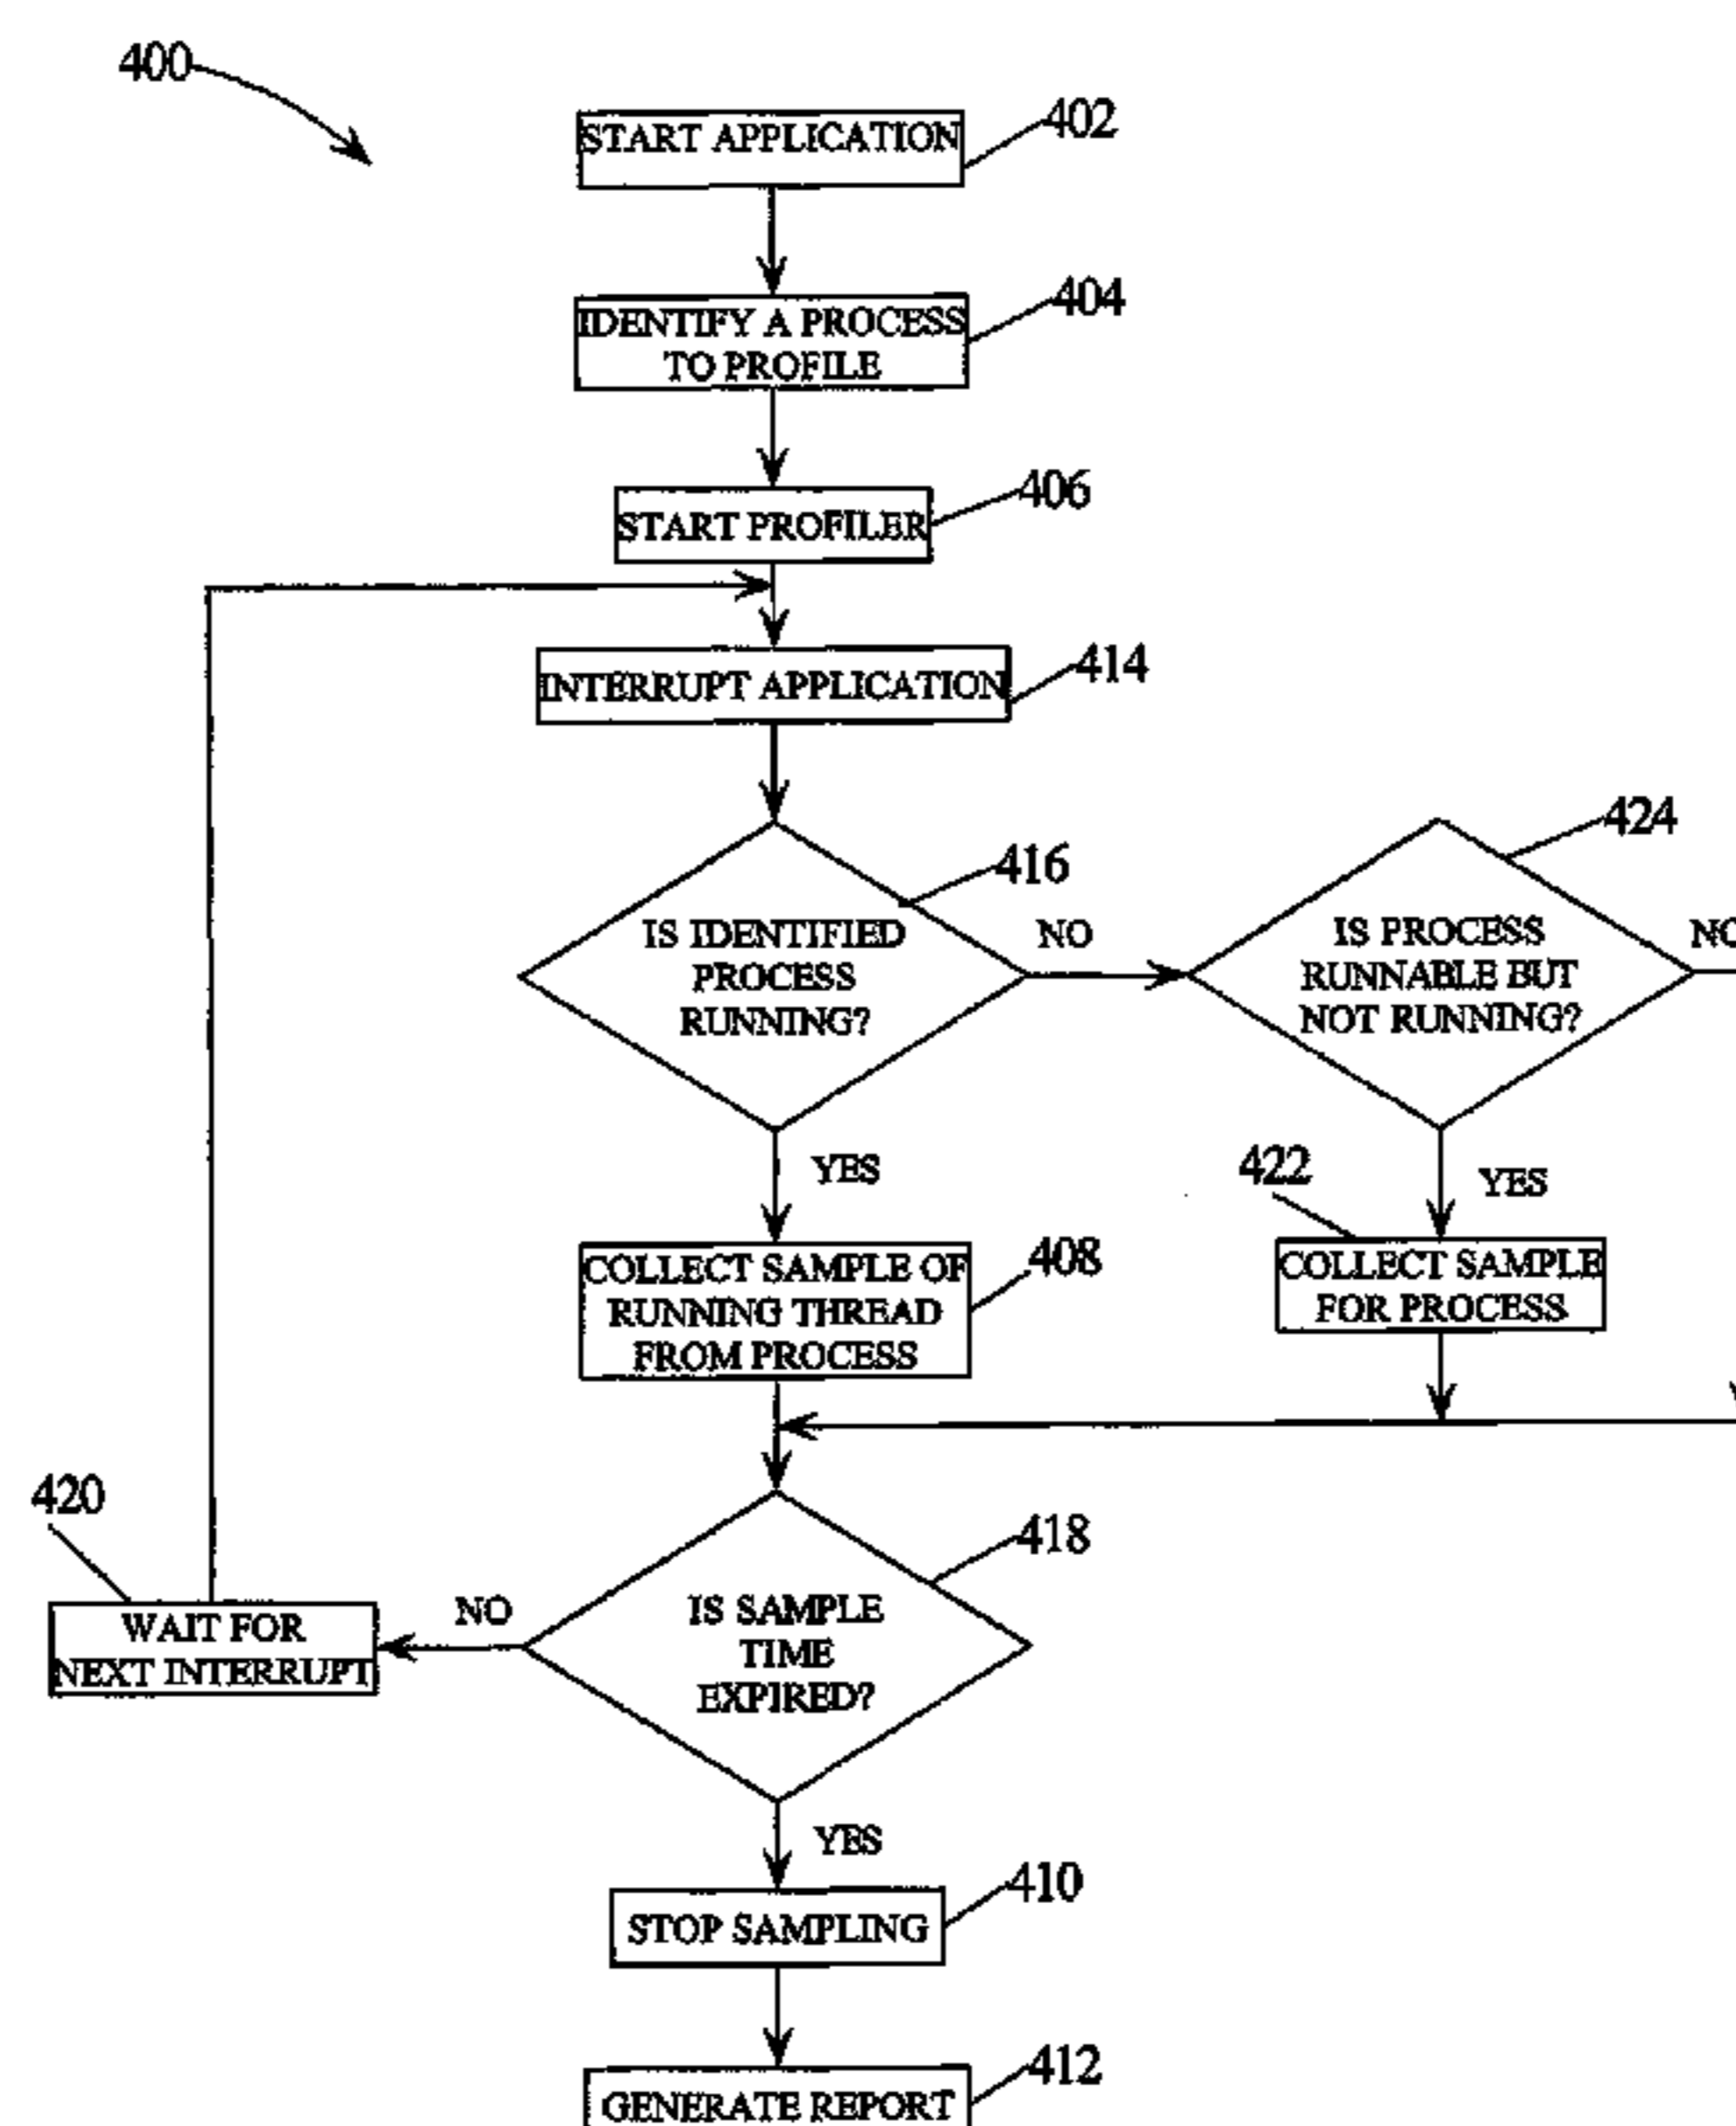 400
START APPLICATION
402
IDENTIFY A PROCESS
TO PROFILE
404
START PROFILER
406
INTERRUPT APPLICATION
414
IS IDENTIFIED
PROCESS
RUNNING?
416
NO
IS PROCESS
RUNNABLE BUT
NOT RUNNING?
424
NO
YES
YES
COLLECT SAMPLE OF
RUNNING THREAD
FROM PROCESS
408
422
COLLECT SAMPLE
FOR PROCESS
420
WAIT FOR
NEXT INTERRUPT
NO
IS SAMPLE
TIME
EXPIRED?
418
YES
STOP SAMPLING
410
GENERATE REPORT
412